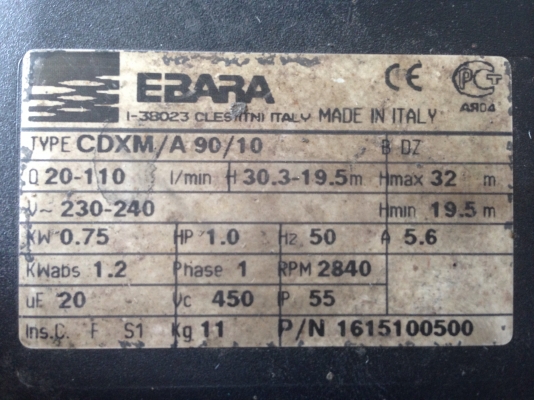 EBARA
CE
PCT
I-38023 CLES (TN) ITALY MADE IN ITALY
АЯ04
TYPE CDXM/A 90/10 B DZ
Q 20-110 l/min H 30.3-19.5 m Hmax 32 m
V~ 230-240 Hmin 19.5 m
KW 0.75 HP 1.0 Hz 50 A 5.6
KWabs 1.2 Phase 1 RPM 2840
uF 20 Vc 450 IP 55
Ins.C. F S1 Kg 11 P/N 1615100500